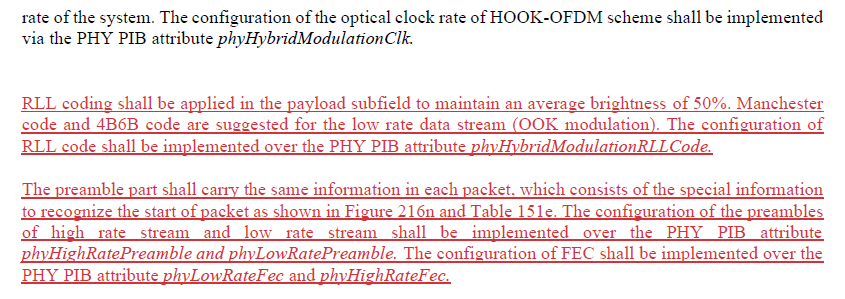 rate of the system. The configuration of the optical clock rate of HOOK-OFDM scheme shall be implemented
via the PHY PIB attribute phyHybridModulationClk.
RLL coding shall be applied in the payload subfield to maintain an average brightness of 50%. Manchester
code and 4B6B code are suggested for the low rate data stream (OOK modulation). The configuration of
RLL code shall be implemented over the PHY PIB attribute phyHybridModulationRLLCode.
The preamble part shall carry the same information in each packet, which consists of the special information
to recognize the start of packet as shown in Figure 216n and Table 151e. The configuration of the preambles
of high rate stream and low rate stream shall be implemented over the PHY PIB attribute
phyHighRatePreamble and phyLowRatePreamble. The configuration of FEC shall be implemented over the
PHY PIB attribute phyLowRateFec and phyHighRateFec.